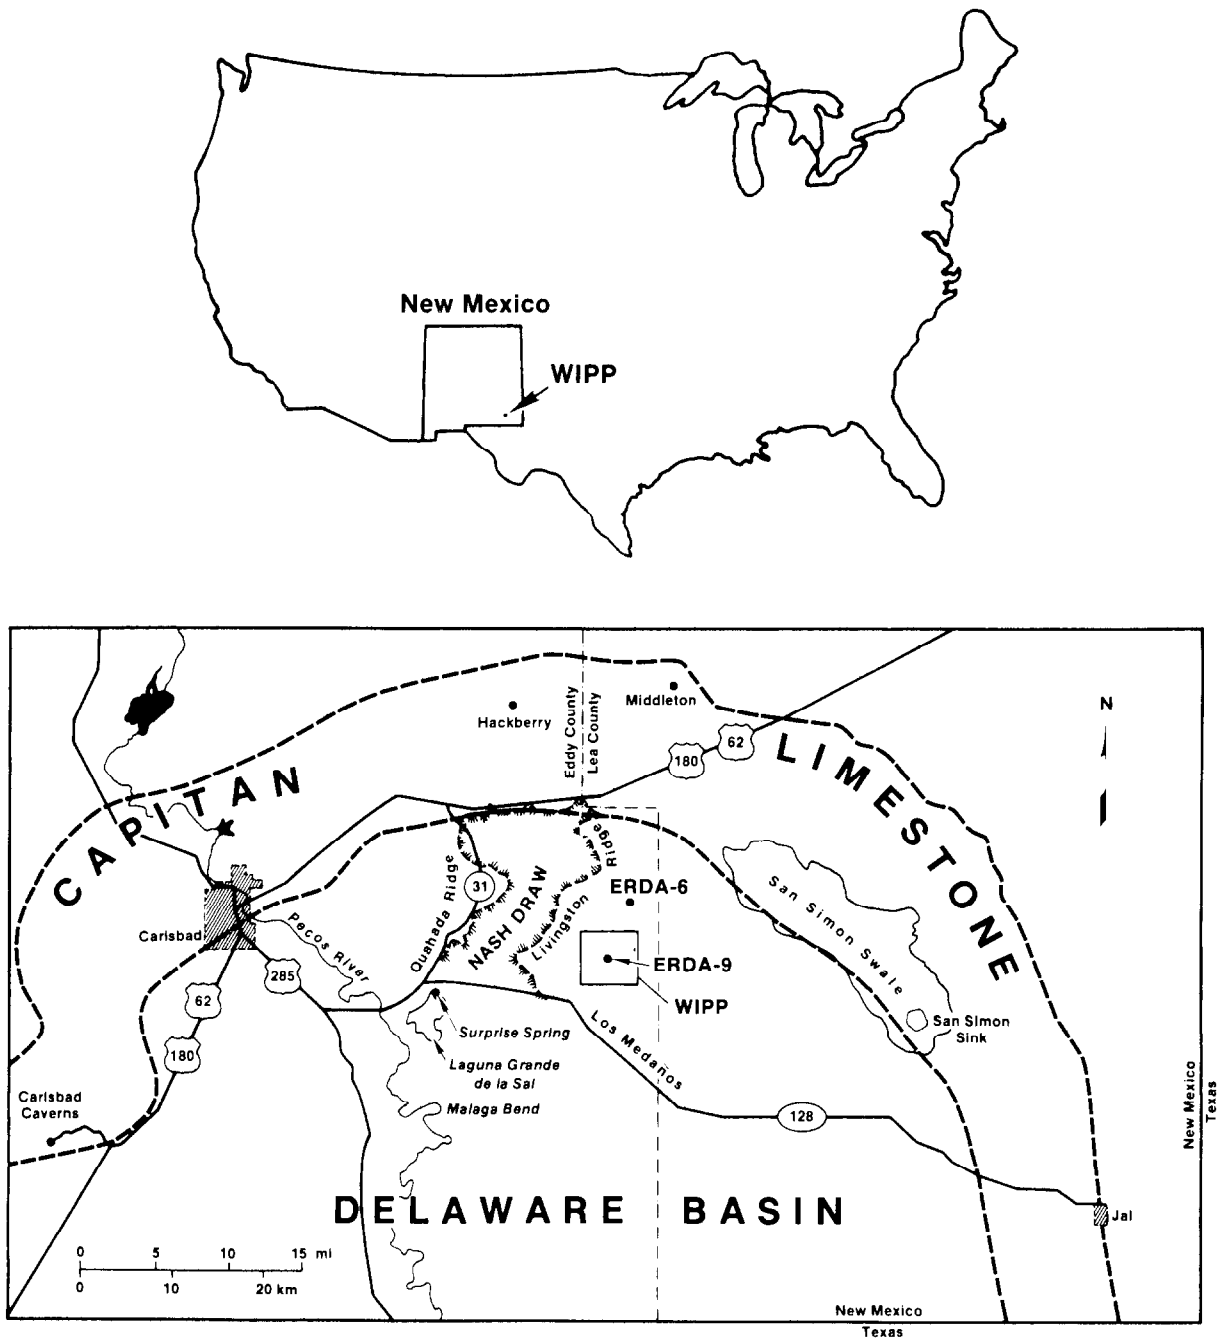 New Mexico
WIPP
N
Middleton
Hackberry
Eddy County
Lea County
62
180
CAPITAN
LIMESTONE
Ridge
ERDA-6
31
Quahada Ridge
NASH DRAW
Livingston
San Simon Swale
Pecos River
Carlsbad
285
ERDA-9
WIPP
62
180
San Simon
Sink
Surprise Spring
Los Medaños
Laguna Grande
de la Sal
Malaga Bend
Carlsbad
Caverns
128
New Mexico
Texas
DELAWARE BASIN
Jal
0 5 10 15 mi
0 10 20 km
New Mexico
Texas